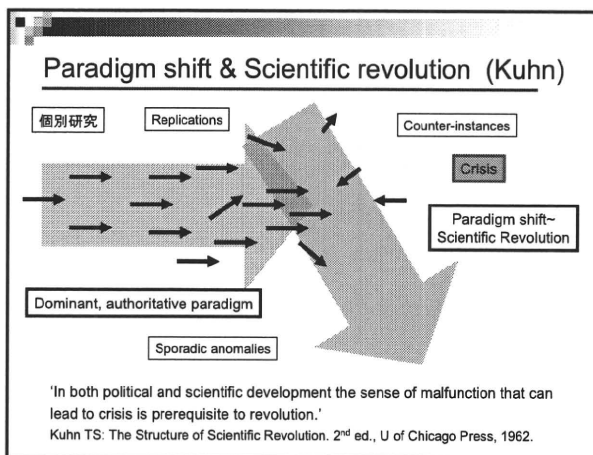 Paradigm shift & Scientific revolution (Kuhn)
個別研究
Replications
Counter-instances
Crisis
Paradigm shift~
Scientific Revolution
Dominant, authoritative paradigm
Sporadic anomalies
‘In both political and scientific development the sense of malfunction that can
lead to crisis is prerequisite to revolution.’
Kuhn TS: The Structure of Scientific Revolution. 2nd ed., U of Chicago Press, 1962.